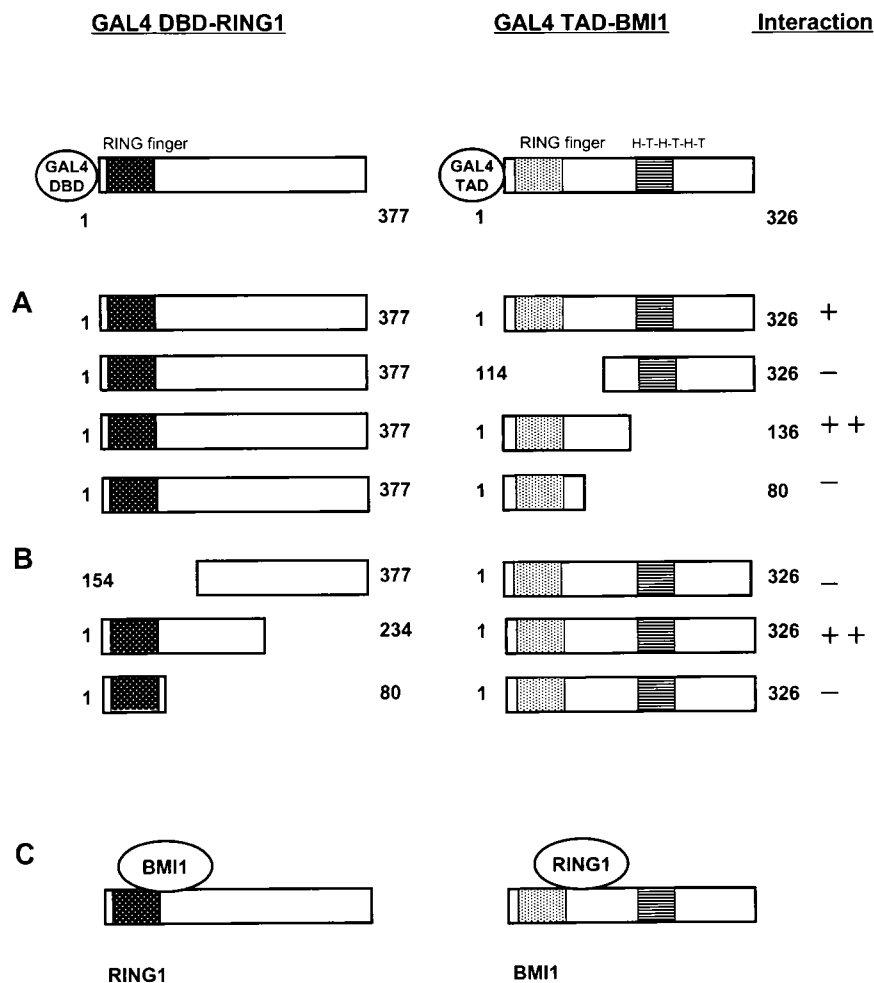 GAL4 DBD-RING1 GAL4 TAD-BMI1 Interaction
RING finger RING finger H-T-H-T-H-T
GAL4 DBD GAL4 TAD
1 377 1 326
A
1 377 1 326 +
1 377 114 326 –
1 377 1 136 + +
1 377 1 80 –
B
154 377 1 326 –
1 234 1 326 + +
1 80 1 326 –
C
BMI1 RING1
RING1 BMI1